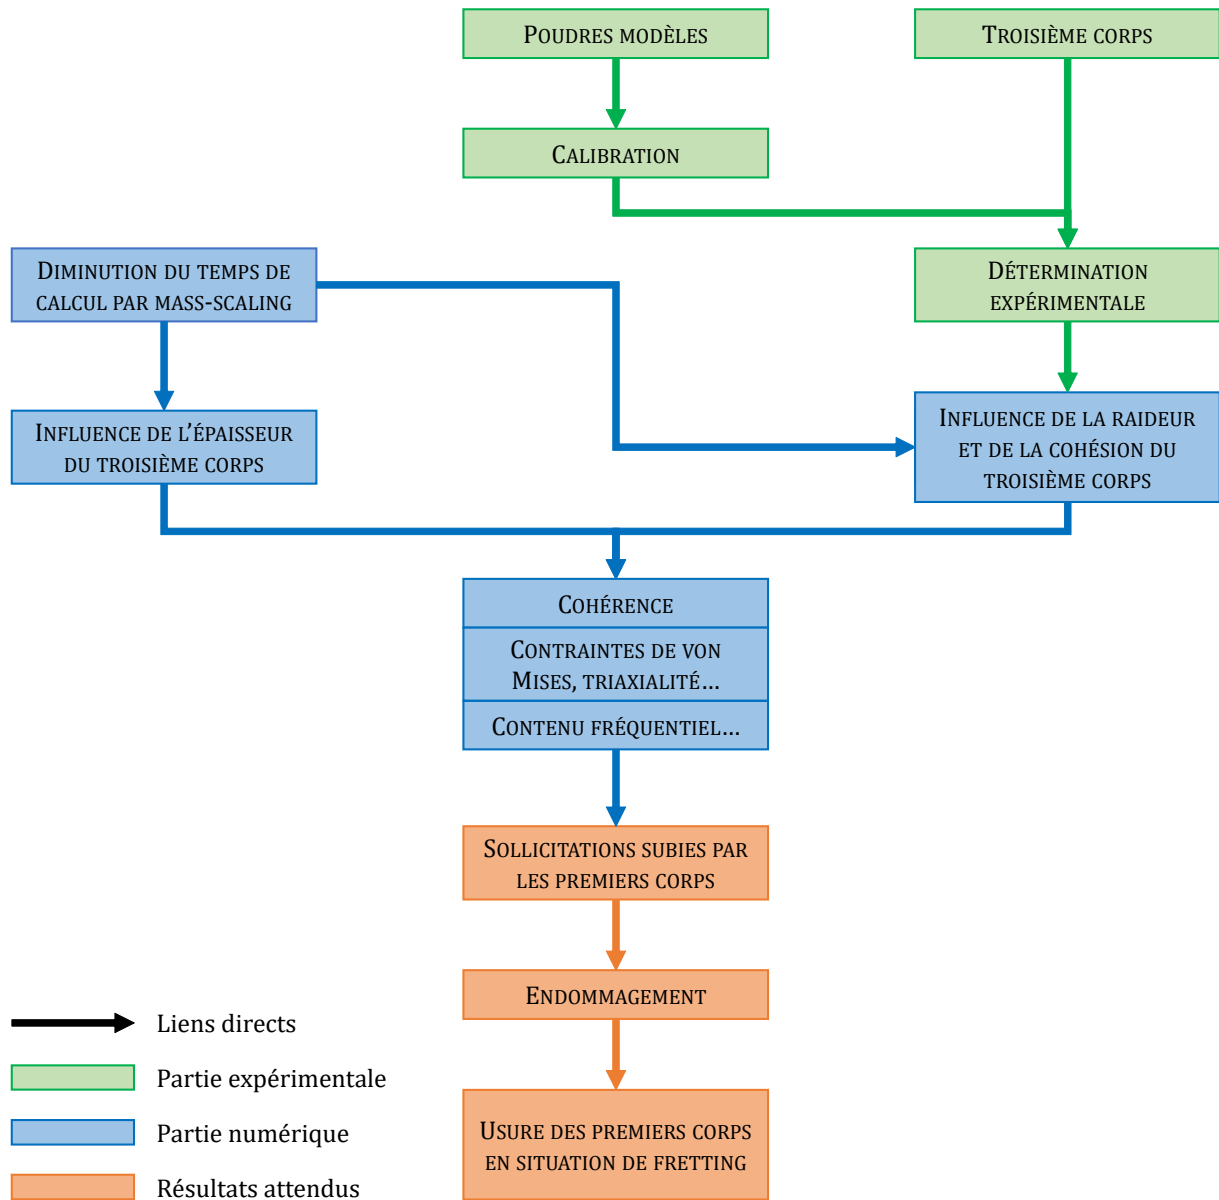 POUDRES MODÈLES
TROISIÈME CORPS
CALIBRATION
DIMINUTION DU TEMPS DE
CALCUL PAR MASS-SCALING
DÉTERMINATION
EXPÉRIMENTALE
INFLUENCE DE L'ÉPAISSEUR
DU TROISIÈME CORPS
INFLUENCE DE LA RAIDEUR
ET DE LA COHÉSION DU
TROISIÈME CORPS
COHÉRENCE
CONTRAINTES DE VON
MISES, TRIAXIALITÉ...
CONTENU FRÉQUENTIEL...
SOLLICITATIONS SUBIES PAR
LES PREMIERS CORPS
ENDOMMAGEMENT
USURE DES PREMIERS CORPS
EN SITUATION DE FRETTING
Liens directs
Partie expérimentale
Partie numérique
Résultats attendus